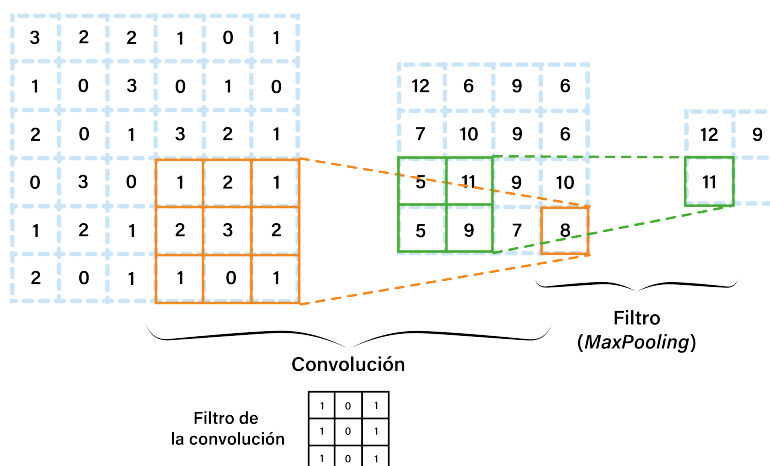 3 2 2 1 0 1
1 0 3 0 1 0
2 0 1 3 2 1
0 3 0 1 2 1
1 2 1 2 3 2
2 0 1 1 0 1
12 6 9 6
7 10 9 6
5 11 9 10
5 9 7 8
12 9
11
Convolución
Filtro
(MaxPooling)
Filtro de
la convolución
1 0 1
1 0 1
1 0 1